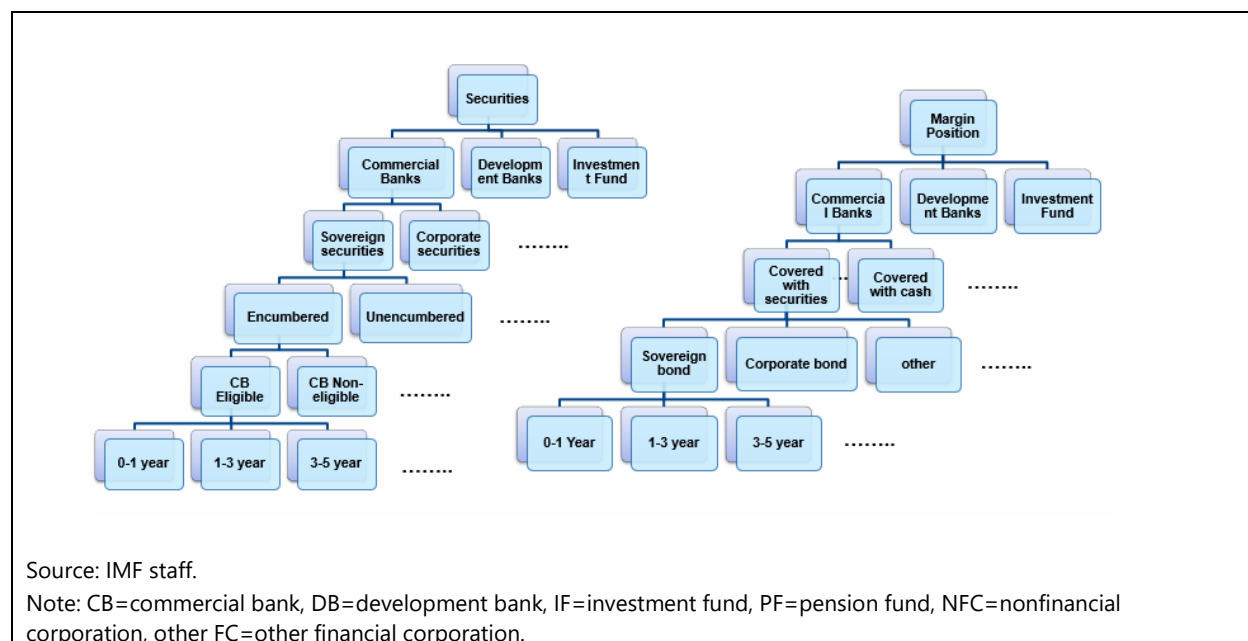 Securities
Commercial
Banks
Developm
ent Banks
Investmen
t Fund
Sovereign
securities
Corporate
securities
........
Encumbered
Unencumbered
........
CB
Eligible
CB Non-
eligible
........
0-1 year
1-3 year
3-5 year
........
Margin
Position
Commercia
l Banks
Developme
nt Banks
Investment
Fund
Covered
with
securities
...
Covered
with cash
........
Sovereign
bond
Corporate bond
other
........
0-1 Year
1-3 year
3-5 year
........
Source: IMF staff.
Note: CB=commercial bank, DB=development bank, IF=investment fund, PF=pension fund, NFC=nonfinancial
corporation, other FC=other financial corporation.